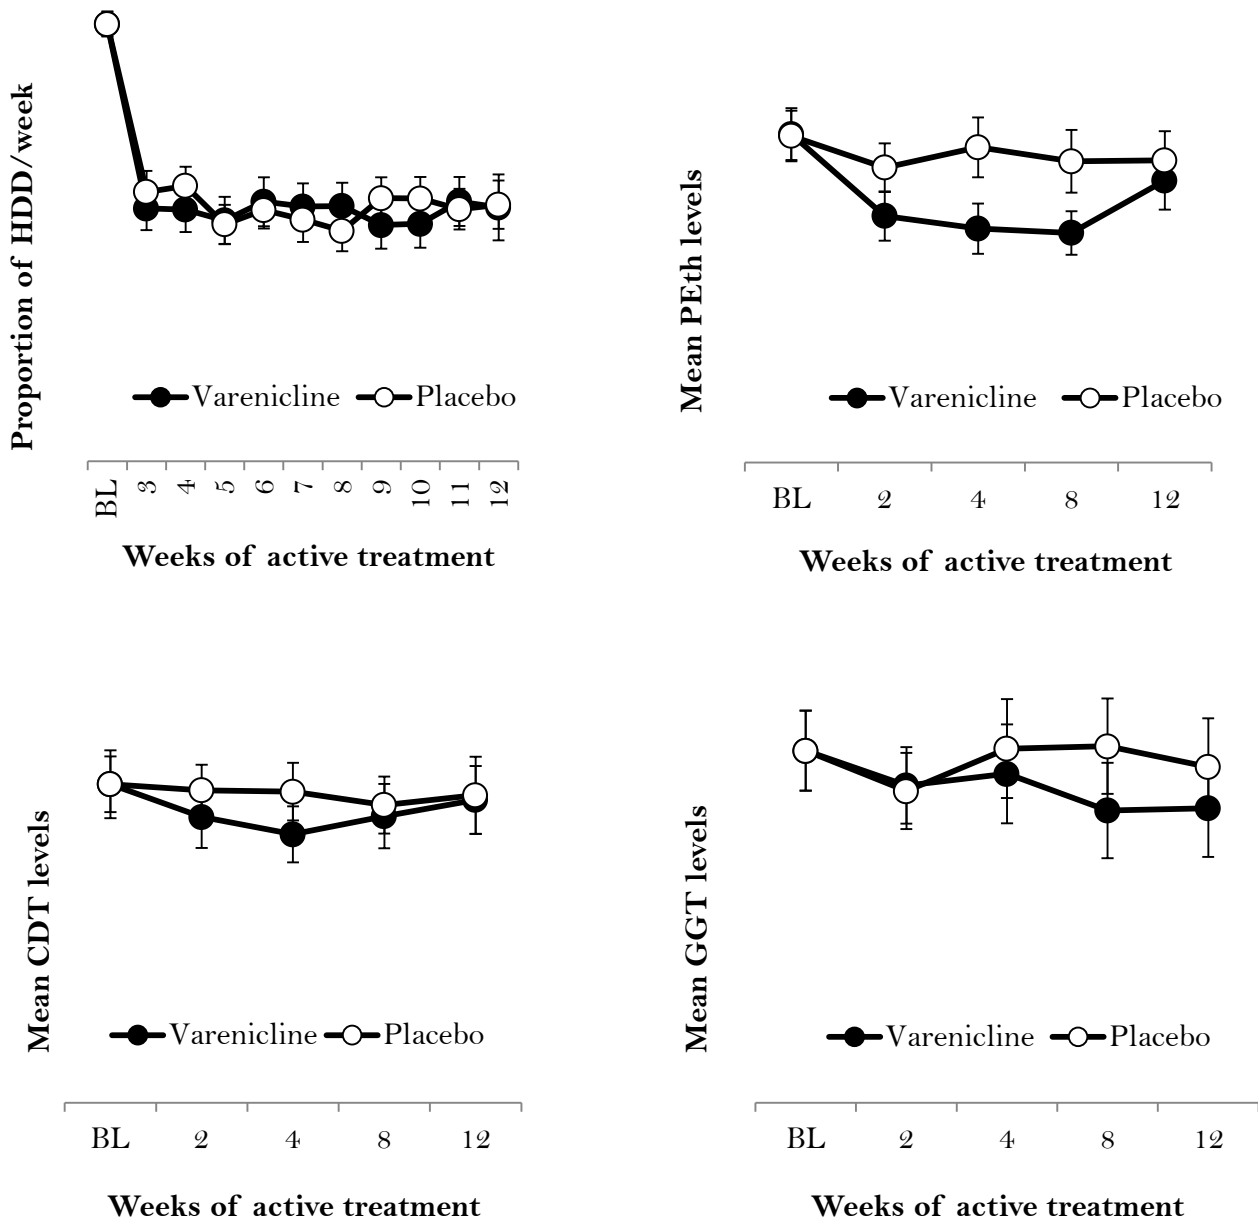 Proportion of HDD/week
Varenicline Placebo
BL 3 4 5 6 7 8 9 10 11 12
Weeks of active treatment
Mean PEth levels
Varenicline Placebo
BL 2 4 8 12
Weeks of active treatment
Mean CDT levels
Varenicline Placebo
BL 2 4 8 12
Weeks of active treatment
Mean GGT levels
Varenicline Placebo
BL 2 4 8 12
Weeks of active treatment